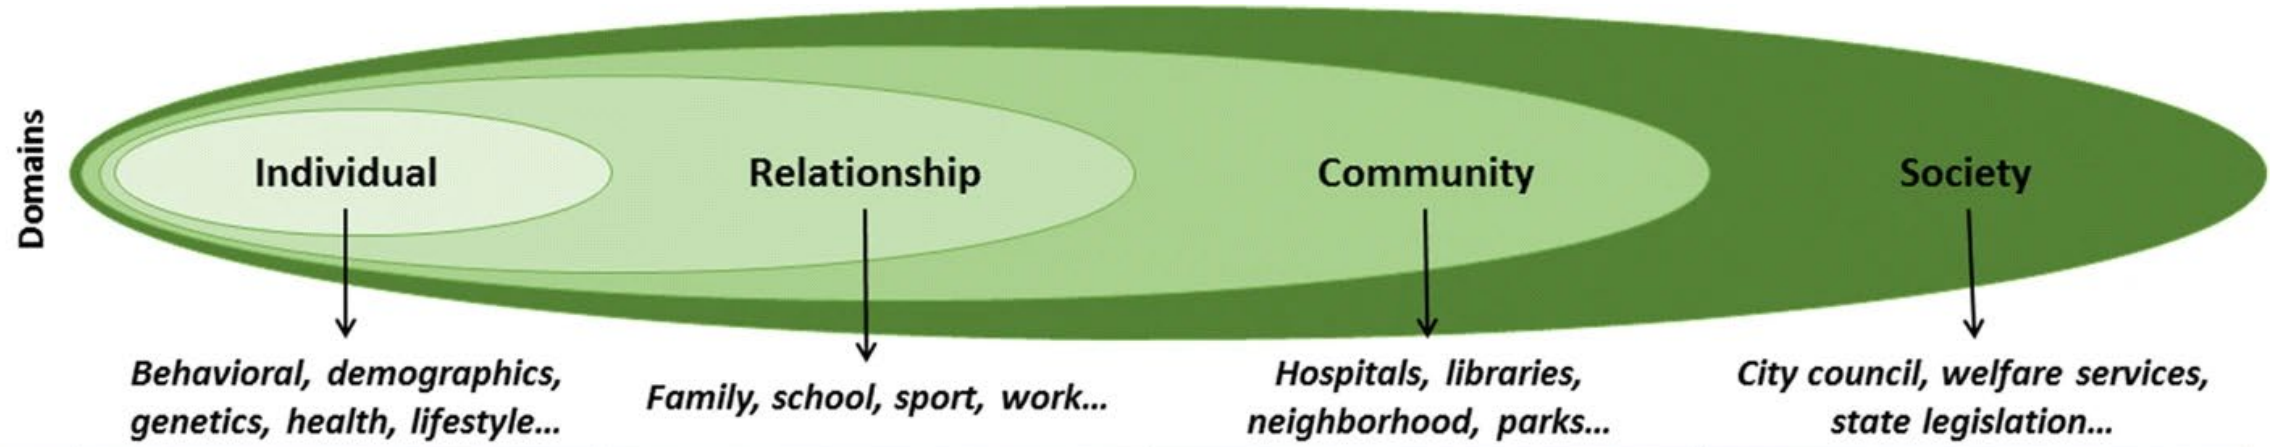 Domains
Individual
Relationship
Community
Society
Behavioral, demographics,
genetics, health, lifestyle...
Family, school, sport, work...
Hospitals, libraries,
neighborhood, parks...
City council, welfare services,
state legislation...